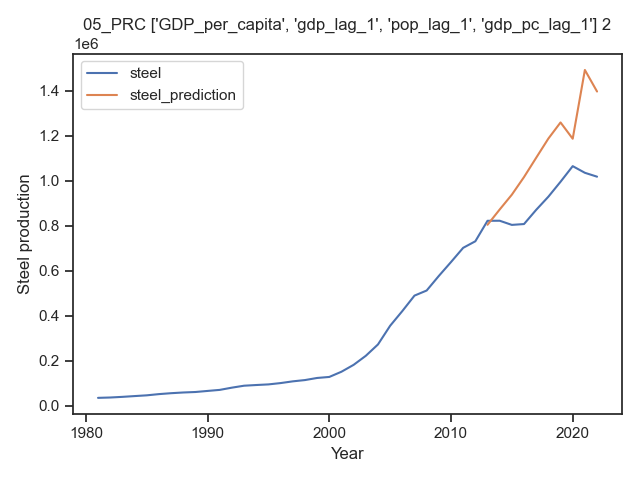 05_PRC ['GDP_per_capita', 'gdp_lag_1', 'pop_lag_1', 'gdp_pc_lag_1'] 2
1e6
steel
steel_prediction
1.4
1.2
1.0
0.8
0.6
0.4
0.2
0.0
Steel production
1980
1990
2000
2010
2020
Year